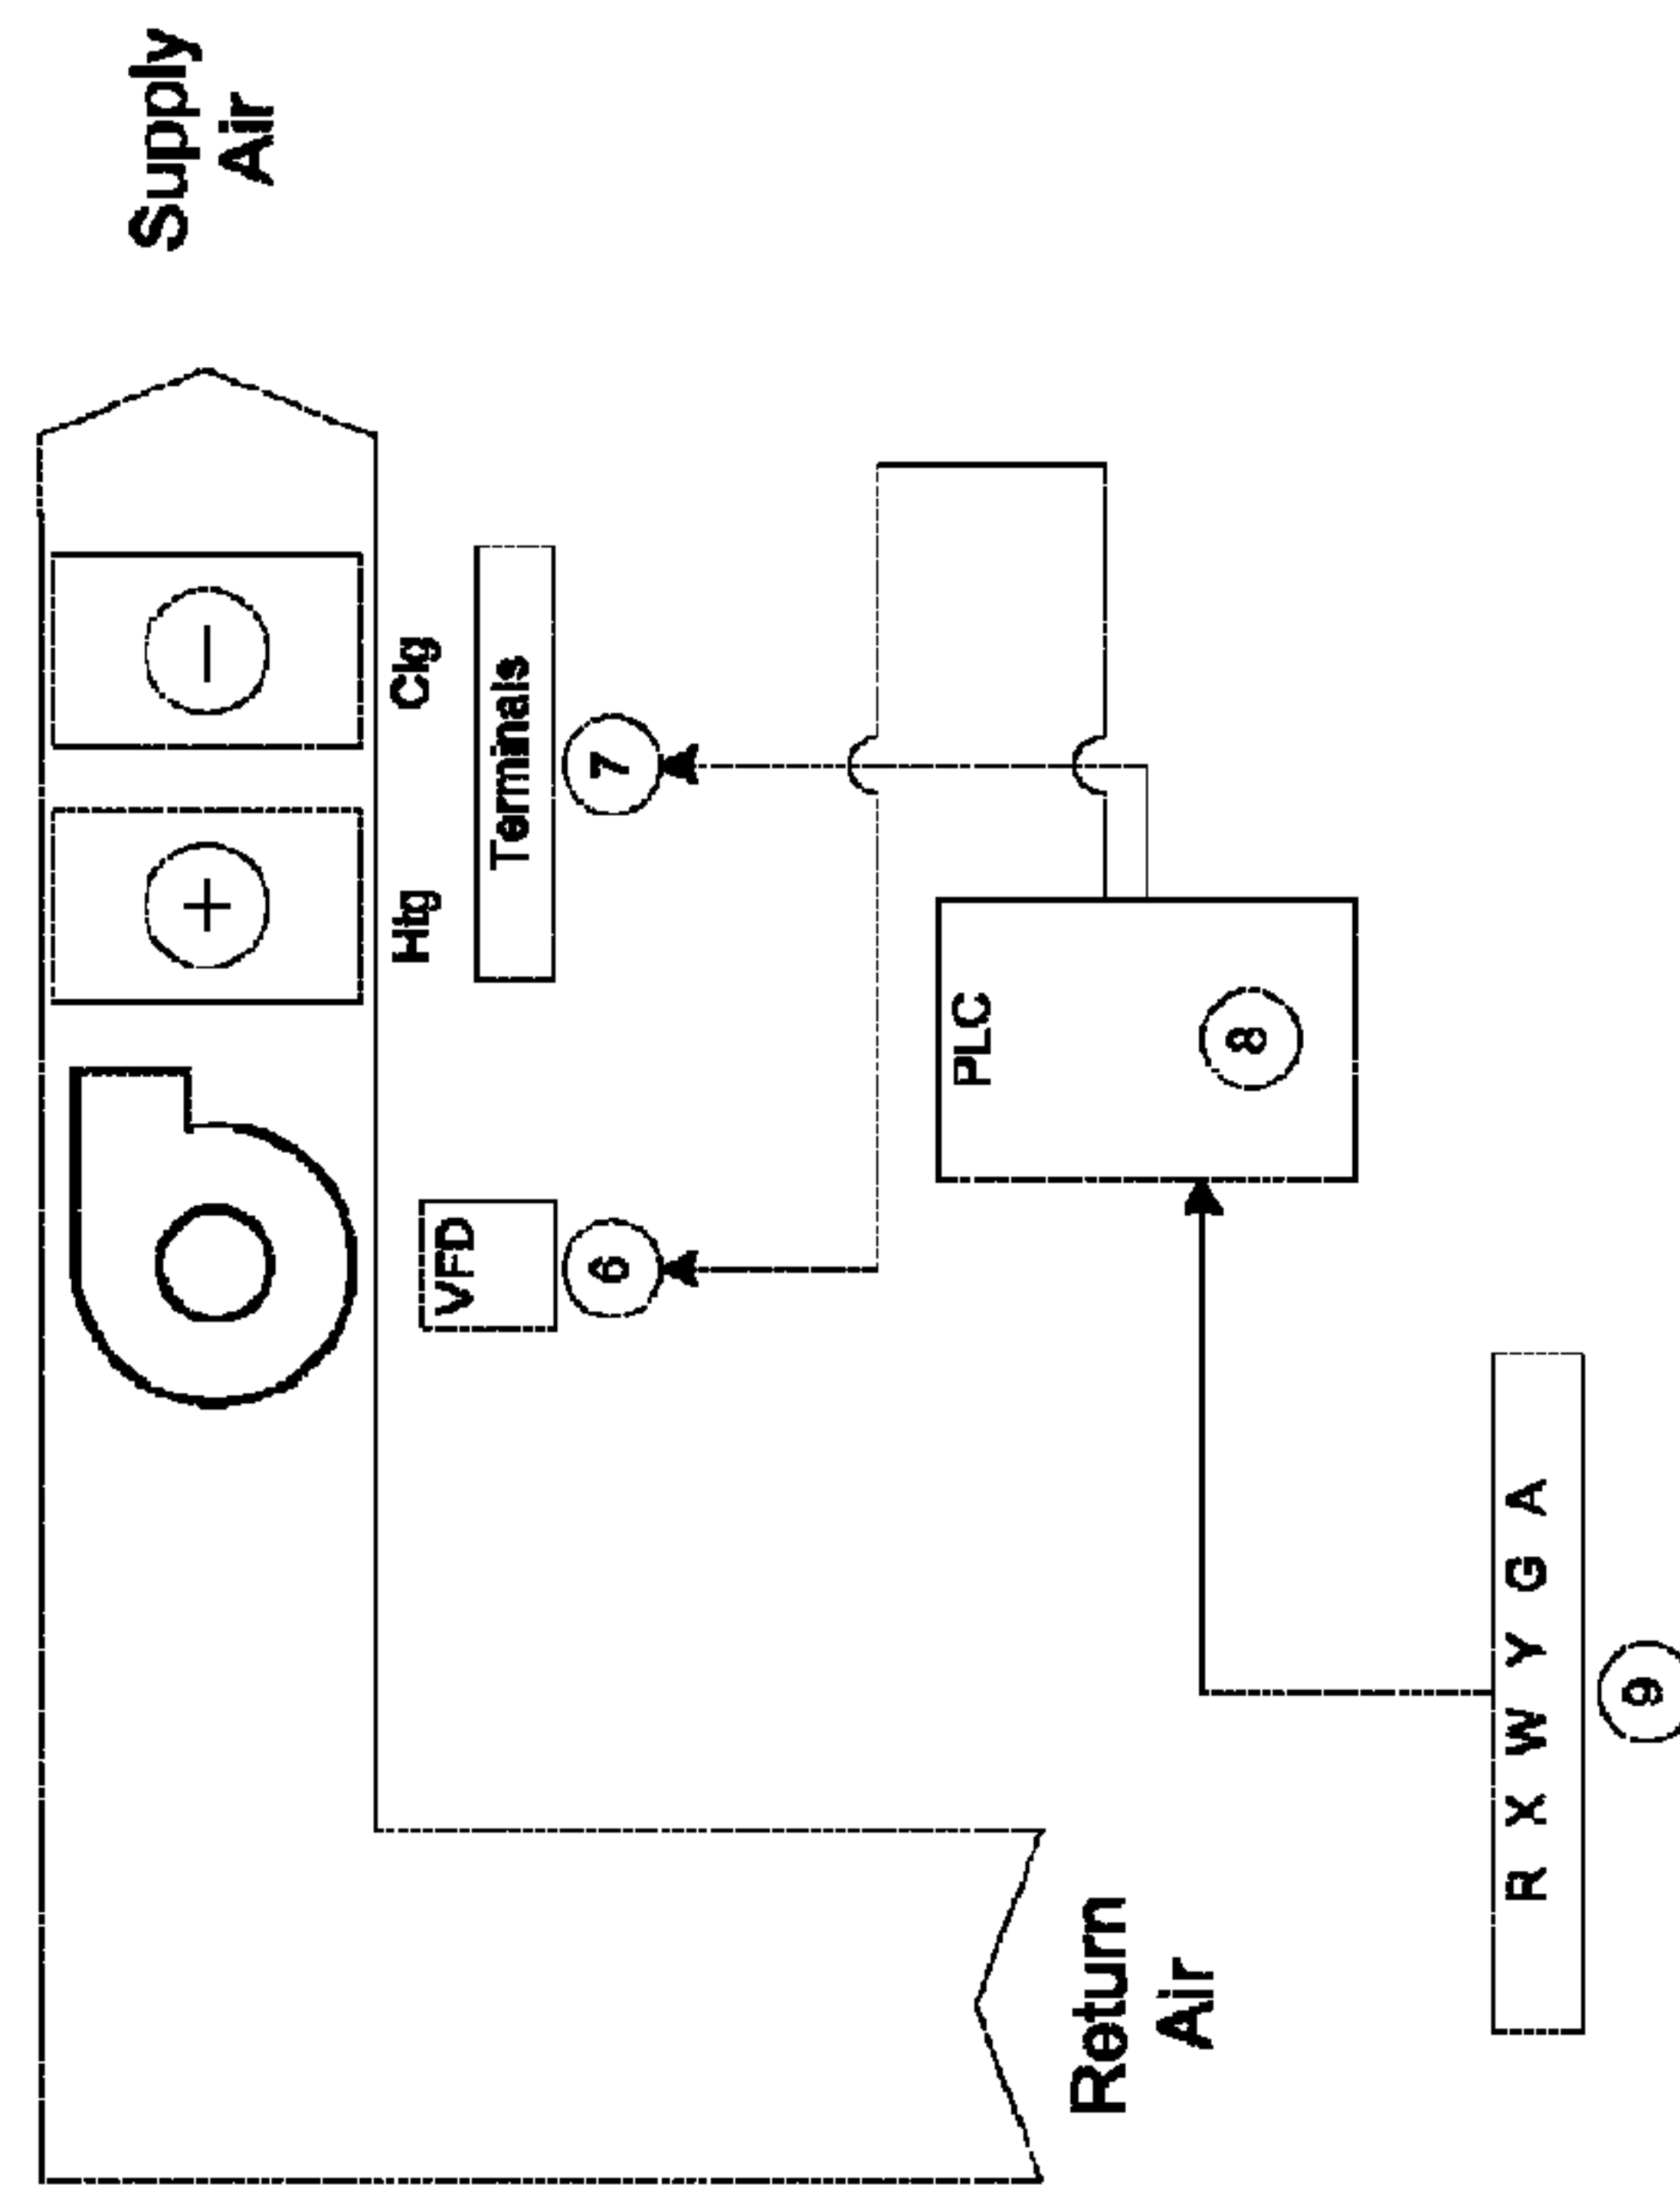 Supply
Air
+
−
Htg
Clg
VFD
6
Terminals
7
PLC
8
Return
Air
R X W Y G A
9